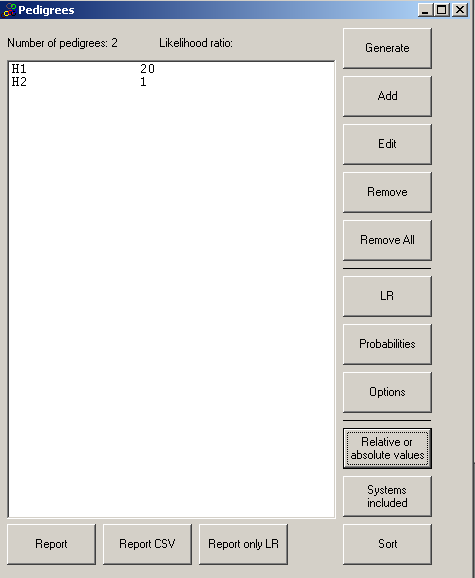 Pedigrees
Number of pedigrees: 2 Likelihood ratio:
H1 20
H2 1
Generate
Add
Edit
Remove
Remove All
LR
Probabilities
Options
Relative or
absolute values
Systems
included
Report Report CSV Report only LR Sort